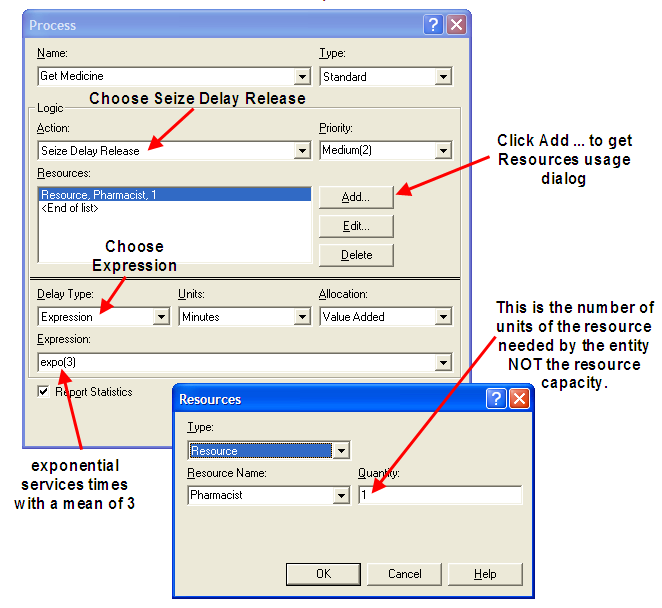 Process
Name:
Type:
Get Medicine
Standard
Choose Seize Delay Release
Logic
Action:
Priority:
Seize Delay Release
Medium(2)
Click Add ... to get
Resources usage
dialog
Resources:
Resource, Pharmacist, 1
<End of list>
Add...
Edit...
Delete
Choose
Expression
Delay Type:
Units:
Allocation:
Expression
Minutes
Value Added
This is the number of
units of the resource
needed by the entity
NOT the resource
capacity.
Expression:
expo(3)
Report Statistics
exponential
services times
with a mean of 3
Resources
Type:
Resource
Resource Name:
Quantity:
Pharmacist
1
OK
Cancel
Help